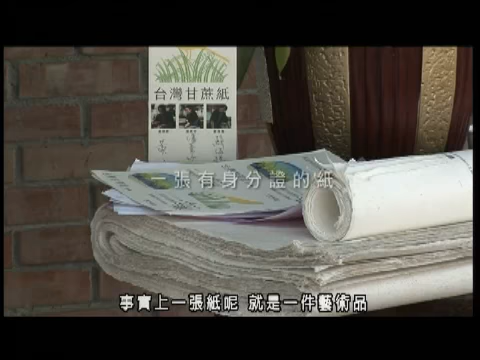 台灣甘蔗紙
一張有身分證的紙
事實上一張紙呢 就是一件藝術品